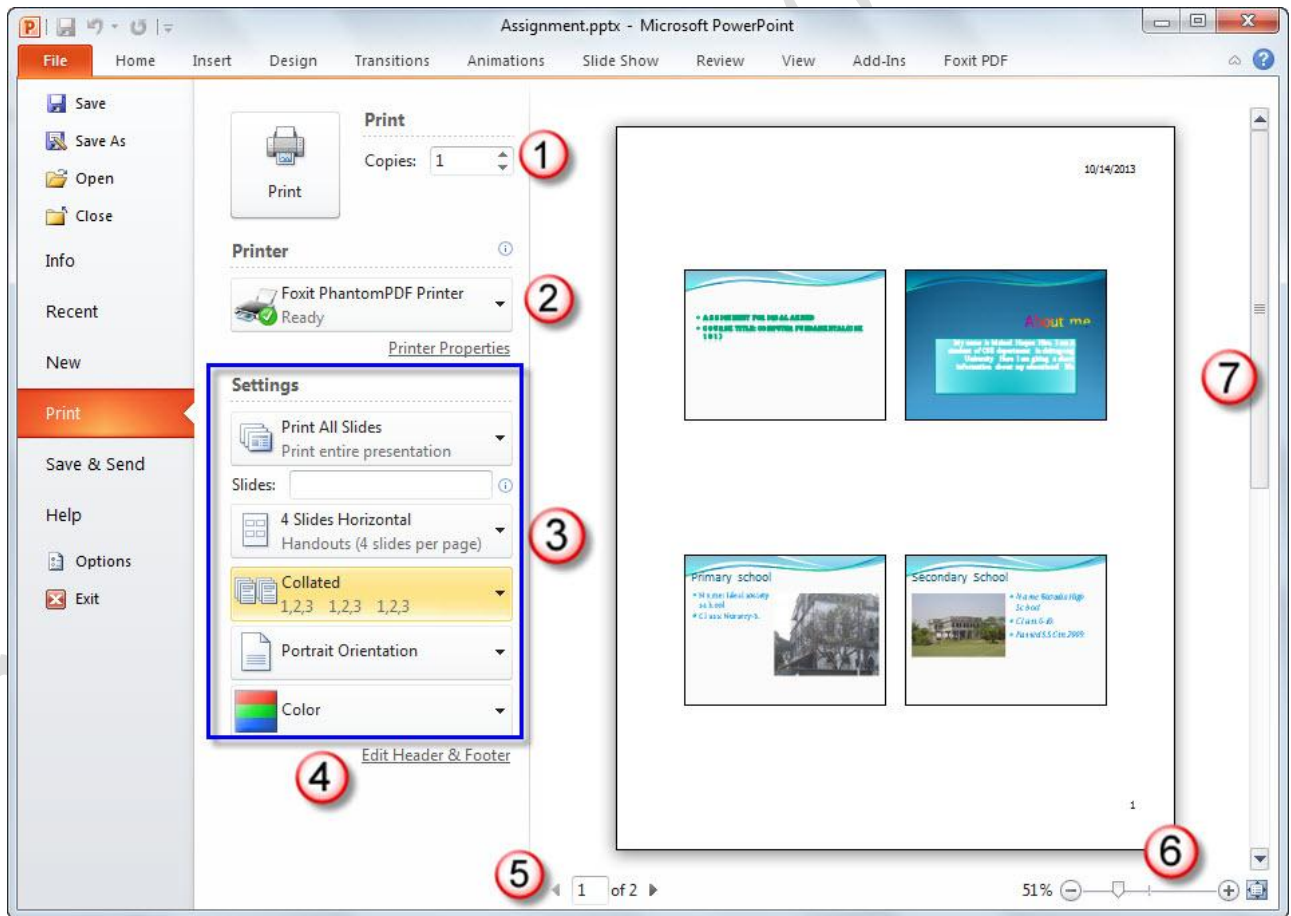 Assignment.pptx - Microsoft PowerPoint
File Home Insert Design Transitions Animations Slide Show Review View Add-Ins Foxit PDF
Save
Save As
Open
Close
Info
Recent
New
Print
Save & Send
Help
Options
Exit
Print
Print
Copies: 1
1
Printer
Foxit PhantomPDF Printer
Ready
2
Printer Properties
Settings
Print All Slides
Print entire presentation
Slides:
4 Slides Horizontal
Handouts (4 slides per page)
3
Collated
1,2,3 1,2,3 1,2,3
Portrait Orientation
Color
4
Edit Header & Footer
10/14/2013
About me
Primary school
Secondary School
1
7
5
1 of 2
6
51%